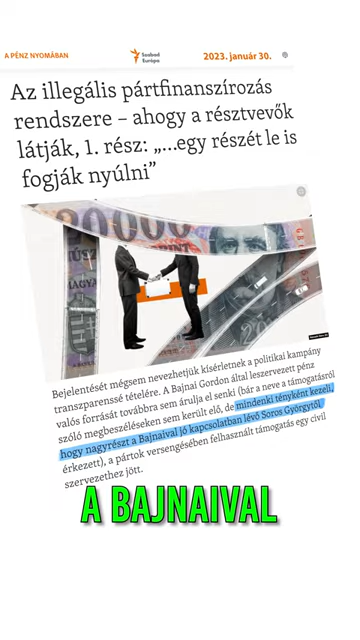 A PÉNZ NYOMÁBAN
Szabad
Európa
2023. január 30.
Az illegális pártfinanszírozás
rendszere – ahogy a résztvevők
látják, 1. rész: „...egy részét le is
fogják nyúlni”
20000
MAGYAR
Bejelentését mégsem nevezhetjük kísérletnek a politikai kampány
transzparenssé tételére. A Bajnai Gordon által leszervezett pénz
valós forrását továbbra sem árulja el senki (bár a neve a támogatásról
szóló megbeszéléseken sem került elő, de mindenki tényként kezeli,
hogy nagyrészt a Bajnaival jó kapcsolatban lévő Soros Györgytől
érkezett), a pártok versengésében felhasznált támogatás egy civil
szervezethez jött.
A BAJNAIVAL